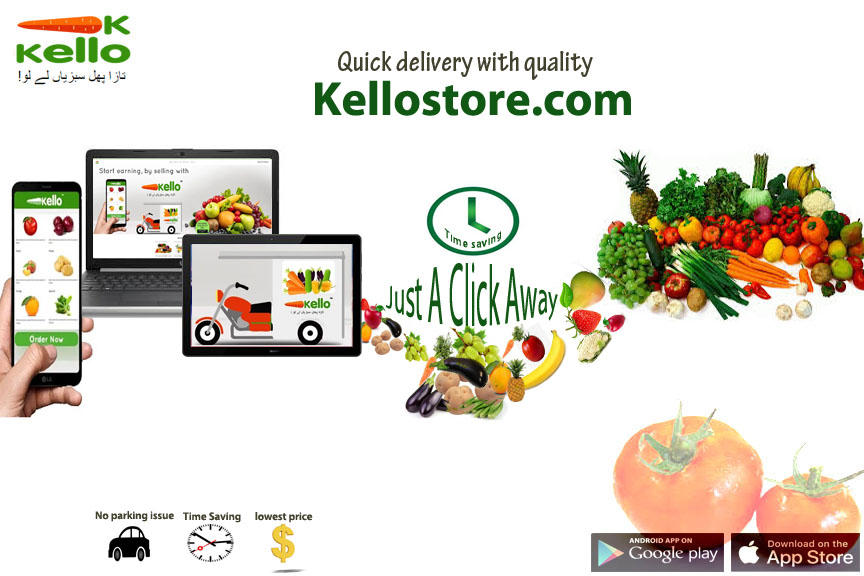 K
Kello
تازا پھل سبزیاں لے لو!
Quick delivery with quality
Kellostore.com
Start earning, by selling with
Kello
Kello
Order Now
LG
Kello
Time saving
Just A Click Away
No parking issue
Time Saving
lowest price
$
ANDROID APP ON
Google play
Download on the
App Store